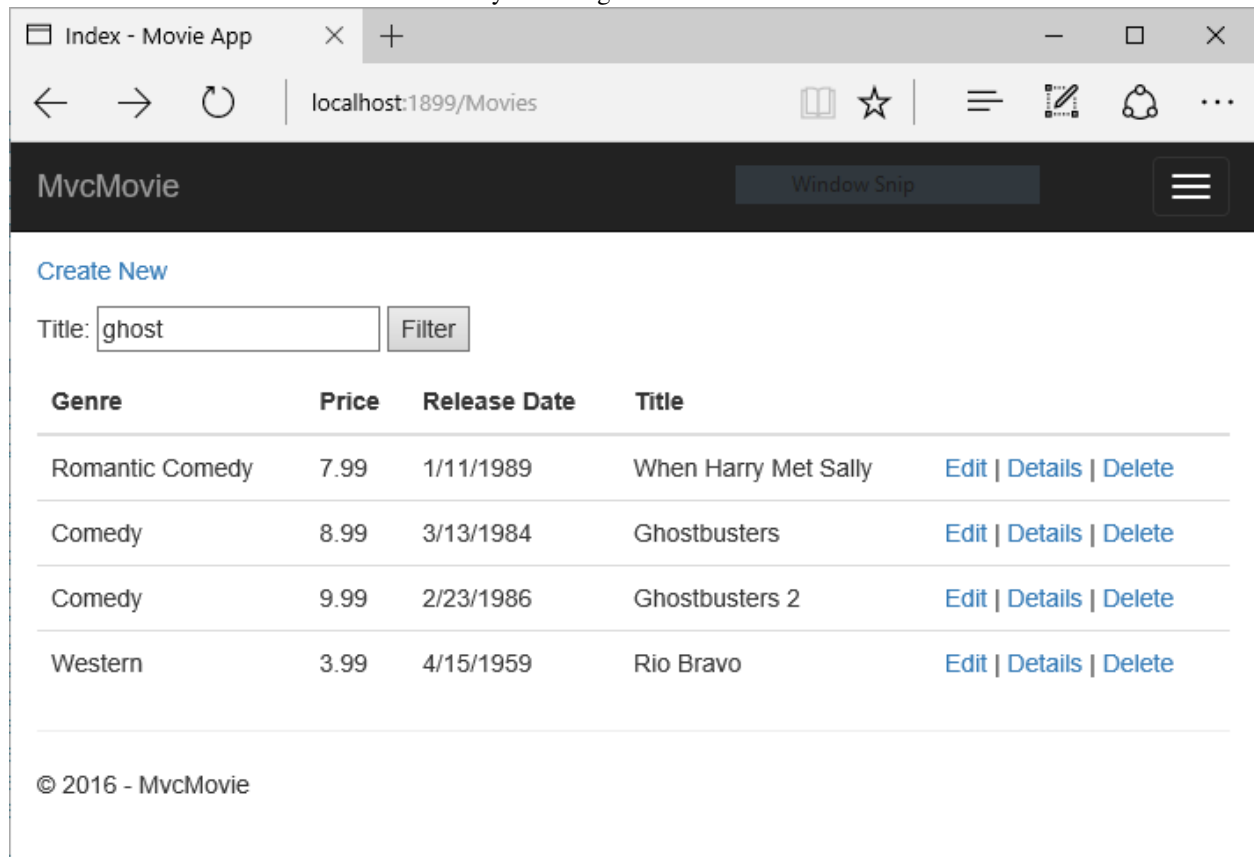 Index - Movie App
localhost:1899/Movies
MvcMovie
Window Snip
Create New
Title: ghost Filter
Genre Price Release Date Title
Romantic Comedy 7.99 1/11/1989 When Harry Met Sally Edit | Details | Delete
Comedy 8.99 3/13/1984 Ghostbusters Edit | Details | Delete
Comedy 9.99 2/23/1986 Ghostbusters 2 Edit | Details | Delete
Western 3.99 4/15/1959 Rio Bravo Edit | Details | Delete
© 2016 - MvcMovie